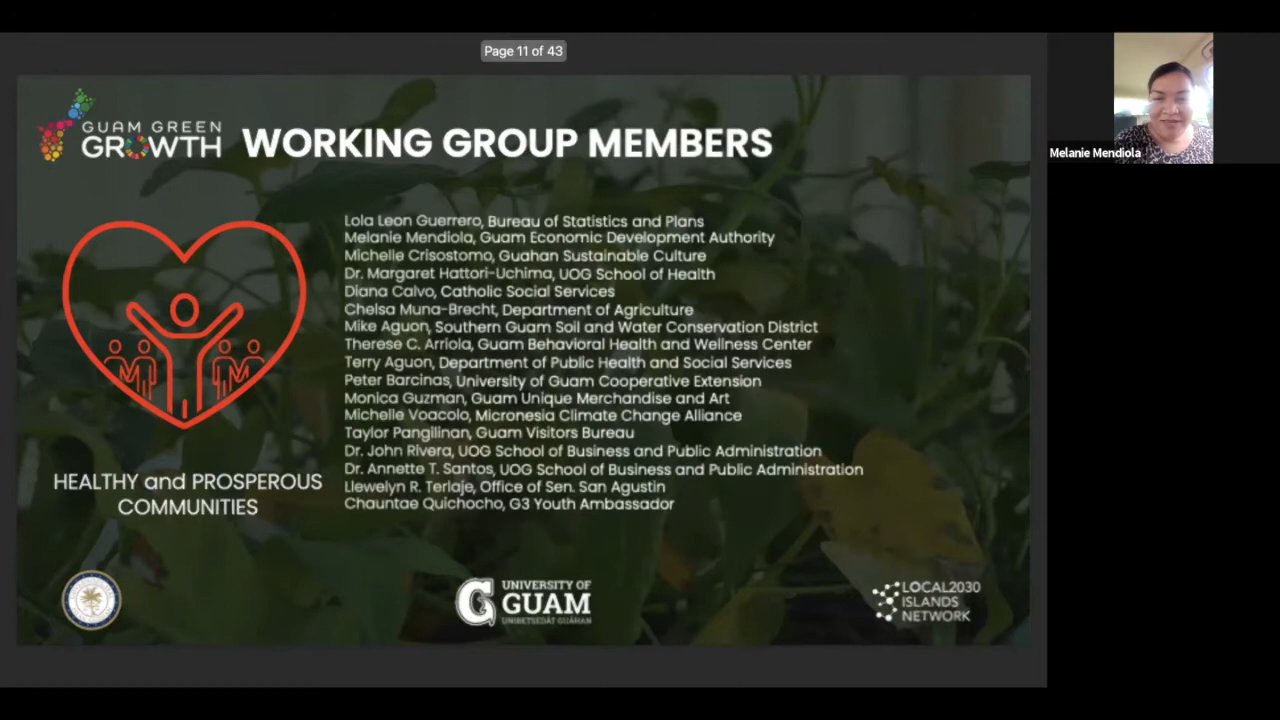 Page 11 of 43
GUAM GREEN
GROWTH
WORKING GROUP MEMBERS
Melanie Mendiola
Lola Leon Guerrero, Bureau of Statistics and Plans
Melanie Mendiola, Guam Economic Development Authority
Michelle Crisostomo, Guahan Sustainable Culture
Dr. Margaret Hattori-Uchima, UOG School of Health
Diana Calvo, Catholic Social Services
Chelsa Muna-Brecht, Department of Agriculture
Mike Aguon, Southern Guam Soil and Water Conservation District
Therese C. Arriola, Guam Behavioral Health and Wellness Center
Terry Aguon, Department of Public Health and Social Services
Peter Barcinas, University of Guam Cooperative Extension
Monica Guzman, Guam Unique Merchandise and Art
Michelle Voacolo, Micronesia Climate Change Alliance
Taylor Pangilinan, Guam Visitors Bureau
Dr. John Rivera, UOG School of Business and Public Administration
Dr. Annette T. Santos, UOG School of Business and Public Administration
Llewelyn R. Terlaje, Office of Sen. San Agustin
Chauntae Quichocho, G3 Youth Ambassador
HEALTHY and PROSPEROUS
COMMUNITIES
UNIVERSITY OF
GUAM
UNIBETSEDÅT GUÅHAN
LOCAL2030
ISLANDS
NETWORK